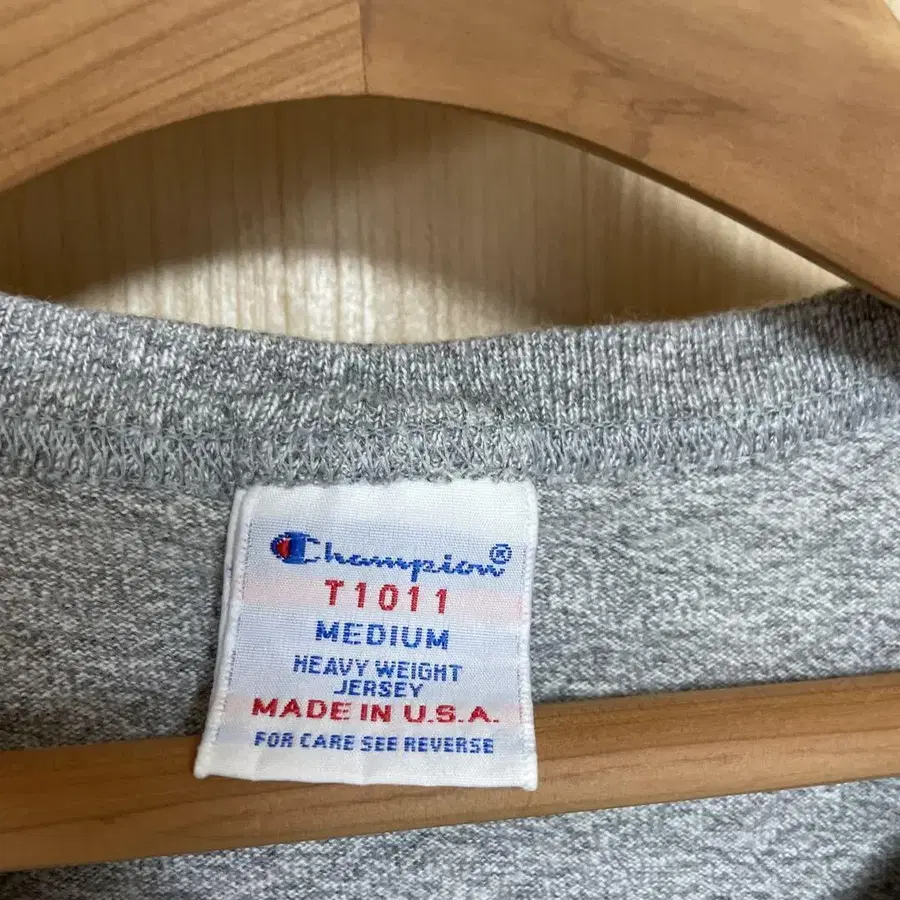 Champion®
T1011
MEDIUM
HEAVY WEIGHT
JERSEY
MADE IN U.S.A.
FOR CARE SEE REVERSE